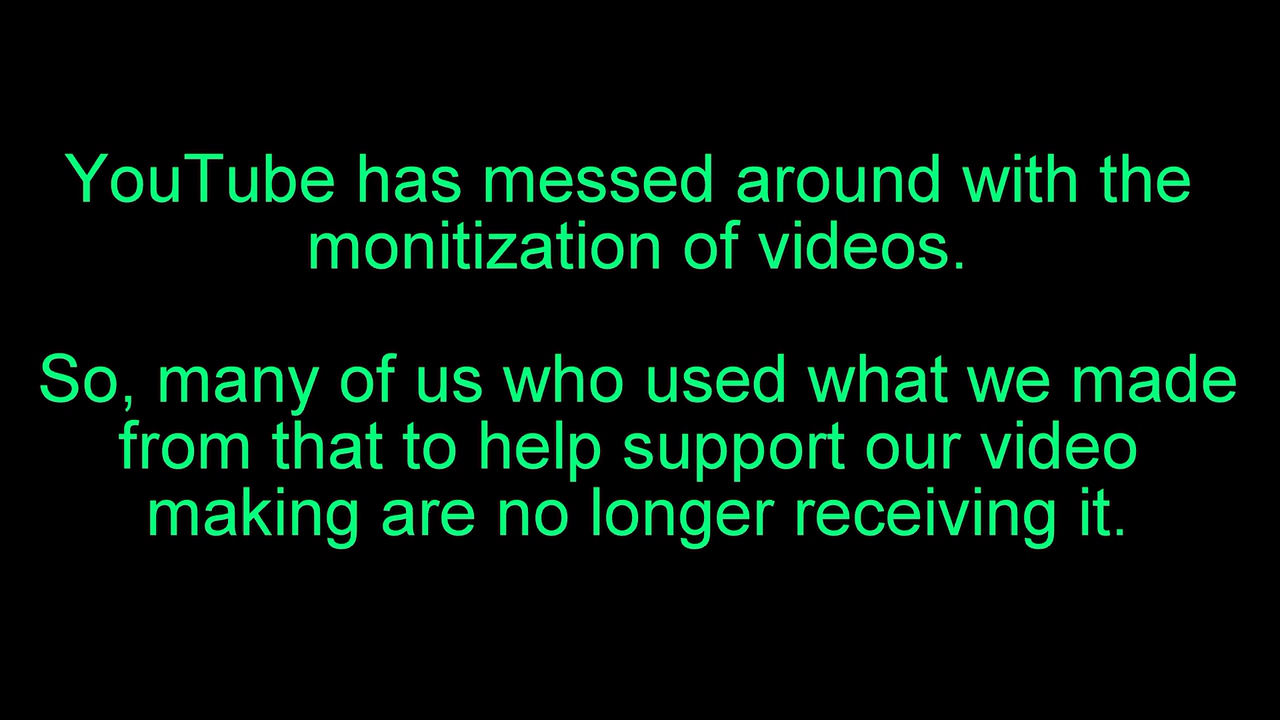 YouTube has messed around with the
monitization of videos.
So, many of us who used what we made
from that to help support our video
making are no longer receiving it.